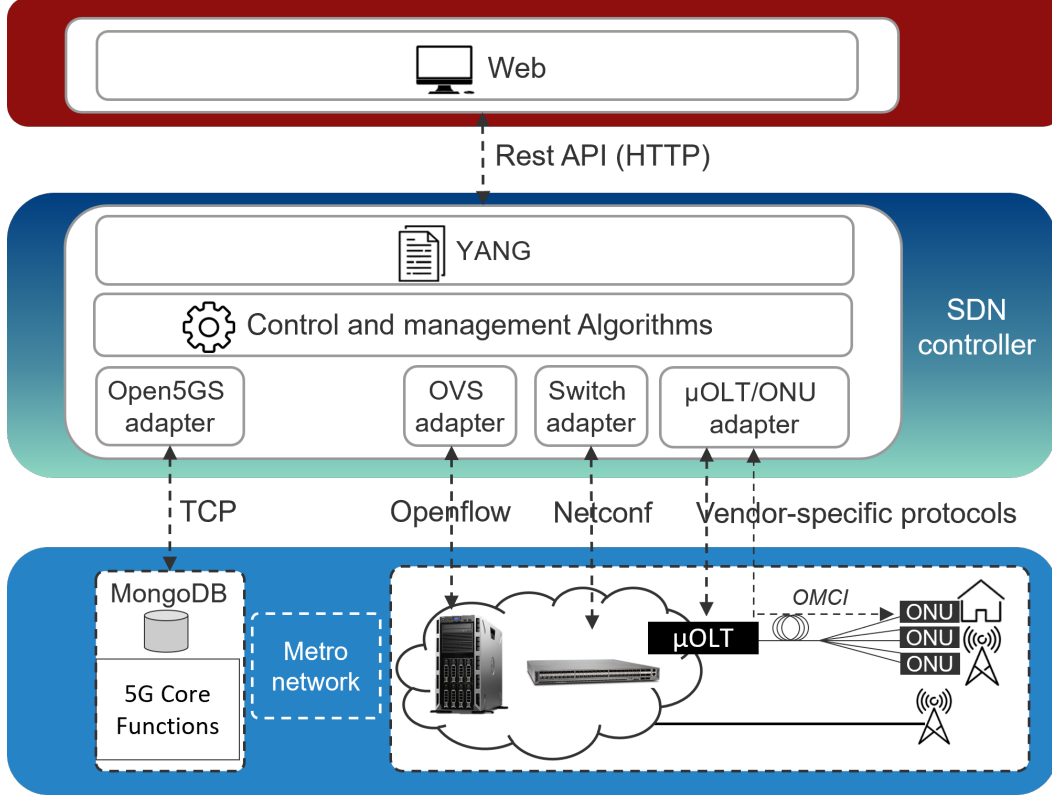 Web
Rest API (HTTP)
YANG
Control and management Algorithms
SDN
controller
Open5GS
adapter
OVS
adapter
Switch
adapter
µOLT/ONU
adapter
TCP
Openflow
Netconf
Vendor-specific protocols
MongoDB
5G Core
Functions
Metro
network
µOLT
OMCI
ONU
ONU
ONU